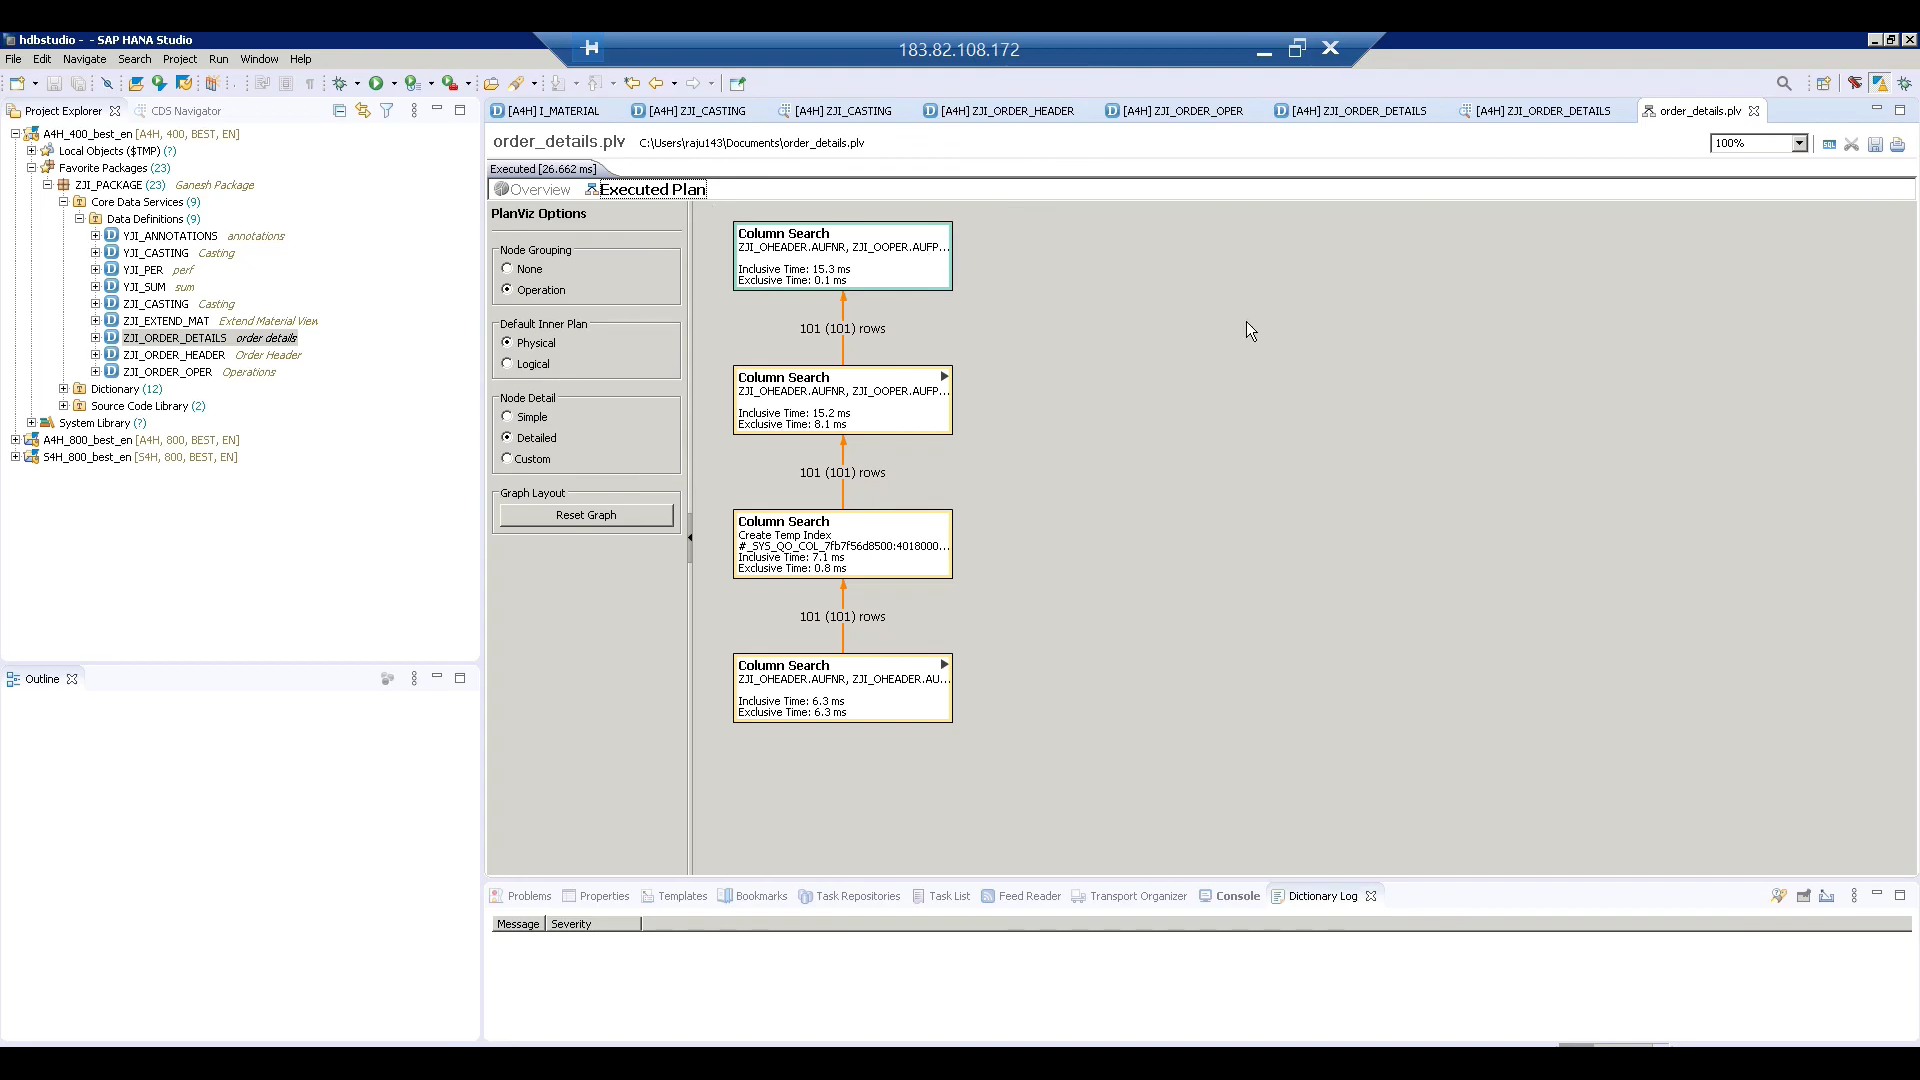 hdbstudio - - SAP HANA Studio
183.82.108.172
File Edit Navigate Search Project Run Window Help
Project Explorer CDS Navigator
[A4H] I_MATERIAL [A4H] ZJI_CASTING [A4H] ZJI_CASTING [A4H] ZJI_ORDER_HEADER [A4H] ZJI_ORDER_OPER [A4H] ZJI_ORDER_DETAILS [A4H] ZJI_ORDER_DETAILS order_details.plv
A4H_400_best_en [A4H, 400, BEST, EN]
Local Objects ($TMP) (?)
Favorite Packages (23)
ZJI_PACKAGE (23) Ganesh Package
Core Data Services (9)
Data Definitions (9)
YJI_ANNOTATIONS annotations
YJI_CASTING Casting
YJI_PER perf
YJI_SUM sum
ZJI_CASTING Casting
ZJI_EXTEND_MAT Extend Material View
ZJI_ORDER_DETAILS order details
ZJI_ORDER_HEADER Order Header
ZJI_ORDER_OPER Operations
Dictionary (12)
Source Code Library (2)
System Library (?)
A4H_800_best_en [A4H, 800, BEST, EN]
S4H_800_best_en [S4H, 800, BEST, EN]
Outline
order_details.plv C:\Users\raju143\Documents\order_details.plv
100%
SQL
Executed [26.662 ms]
Overview Executed Plan
PlanViz Options
Node Grouping
None
Operation
Default Inner Plan
Physical
Logical
Node Detail
Simple
Detailed
Custom
Graph Layout
Reset Graph
Column Search
ZJI_OHEADER.AUFNR, ZJI_OOPER.AUFP...
Inclusive Time: 15.3 ms
Exclusive Time: 0.1 ms
101 (101) rows
Column Search
ZJI_OHEADER.AUFNR, ZJI_OOPER.AUFP...
Inclusive Time: 15.2 ms
Exclusive Time: 8.1 ms
101 (101) rows
Column Search
Create Temp Index
#_SYS_QO_COL_7fb7f56d8500:4018000...
Inclusive Time: 7.1 ms
Exclusive Time: 0.8 ms
101 (101) rows
Column Search
ZJI_OHEADER.AUFNR, ZJI_OHEADER.AU...
Inclusive Time: 6.3 ms
Exclusive Time: 6.3 ms
Problems Properties Templates Bookmarks Task Repositories Task List Feed Reader Transport Organizer Console Dictionary Log
Message Severity